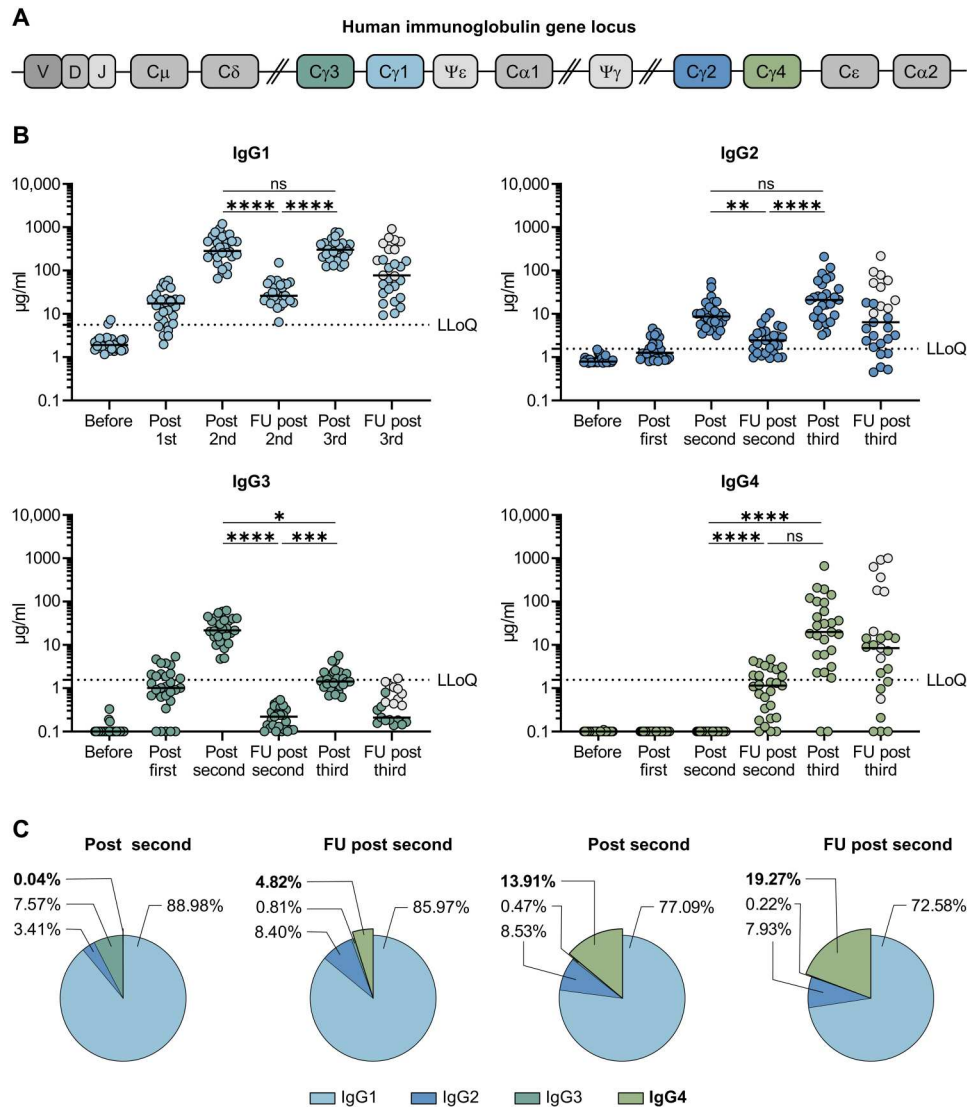 A
Human immunoglobulin gene locus
V D J Cμ Cδ Cγ3 Cγ1 Ψε Cα1 Ψγ Cγ2 Cγ4 Cε Cα2
B
IgG1
10,000
1000
100
10
1
0.1
µg/ml
ns
**** ****
LLoQ
Before Post 1st Post 2nd FU post 2nd Post 3rd FU post 3rd
IgG2
10,000
1000
100
10
1
0.1
µg/ml
ns
** ****
LLoQ
Before Post first Post second FU post second Post third FU post third
IgG3
10,000
1000
100
10
1
0.1
µg/ml
*
**** ***
LLoQ
Before Post first Post second FU post second Post third FU post third
IgG4
10,000
1000
100
10
1
0.1
µg/ml
****
**** ns
LLoQ
Before Post first Post second FU post second Post third FU post third
C
Post second
0.04%
7.57%
3.41%
88.98%
FU post second
4.82%
0.81%
8.40%
85.97%
Post second
13.91%
0.47%
8.53%
77.09%
FU post second
19.27%
0.22%
7.93%
72.58%
IgG1 IgG2 IgG3 IgG4